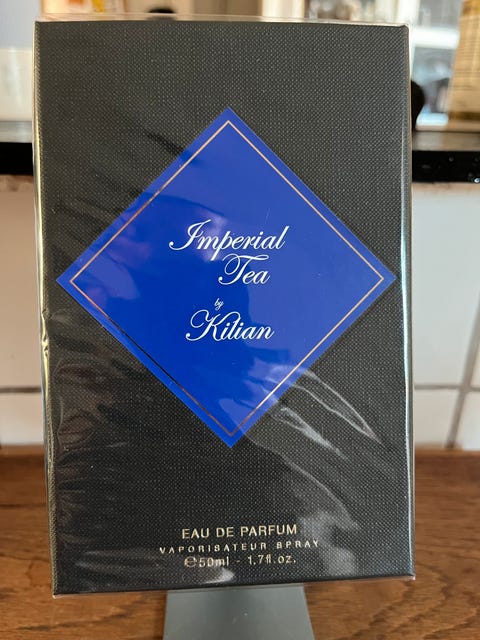 Imperial
Tea
by
Kilian
EAU DE PARFUM
VAPORISATEUR SPRAY
℮50ml - 1.7fl.oz.